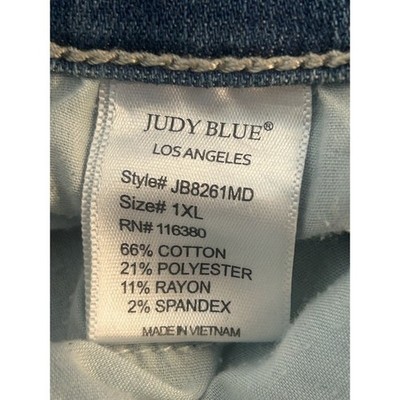 JUDY BLUE®
LOS ANGELES
Style# JB8261MD
Size# 1XL
RN# 116380
66% COTTON
21% POLYESTER
11% RAYON
2% SPANDEX
MADE IN VIETNAM